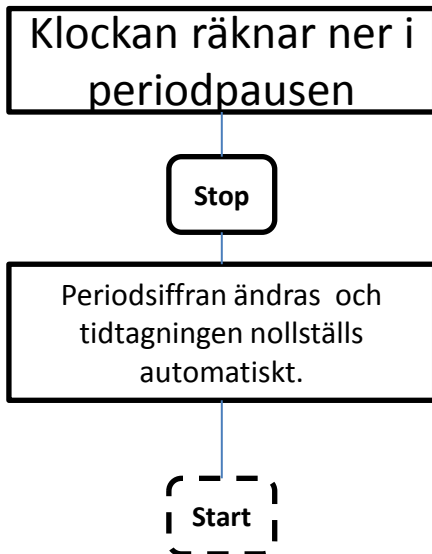 Klockan räknar ner i
periodpausen
Stop
Periodsiffran ändras och
tidtagningen nollställs
automatiskt.
Start